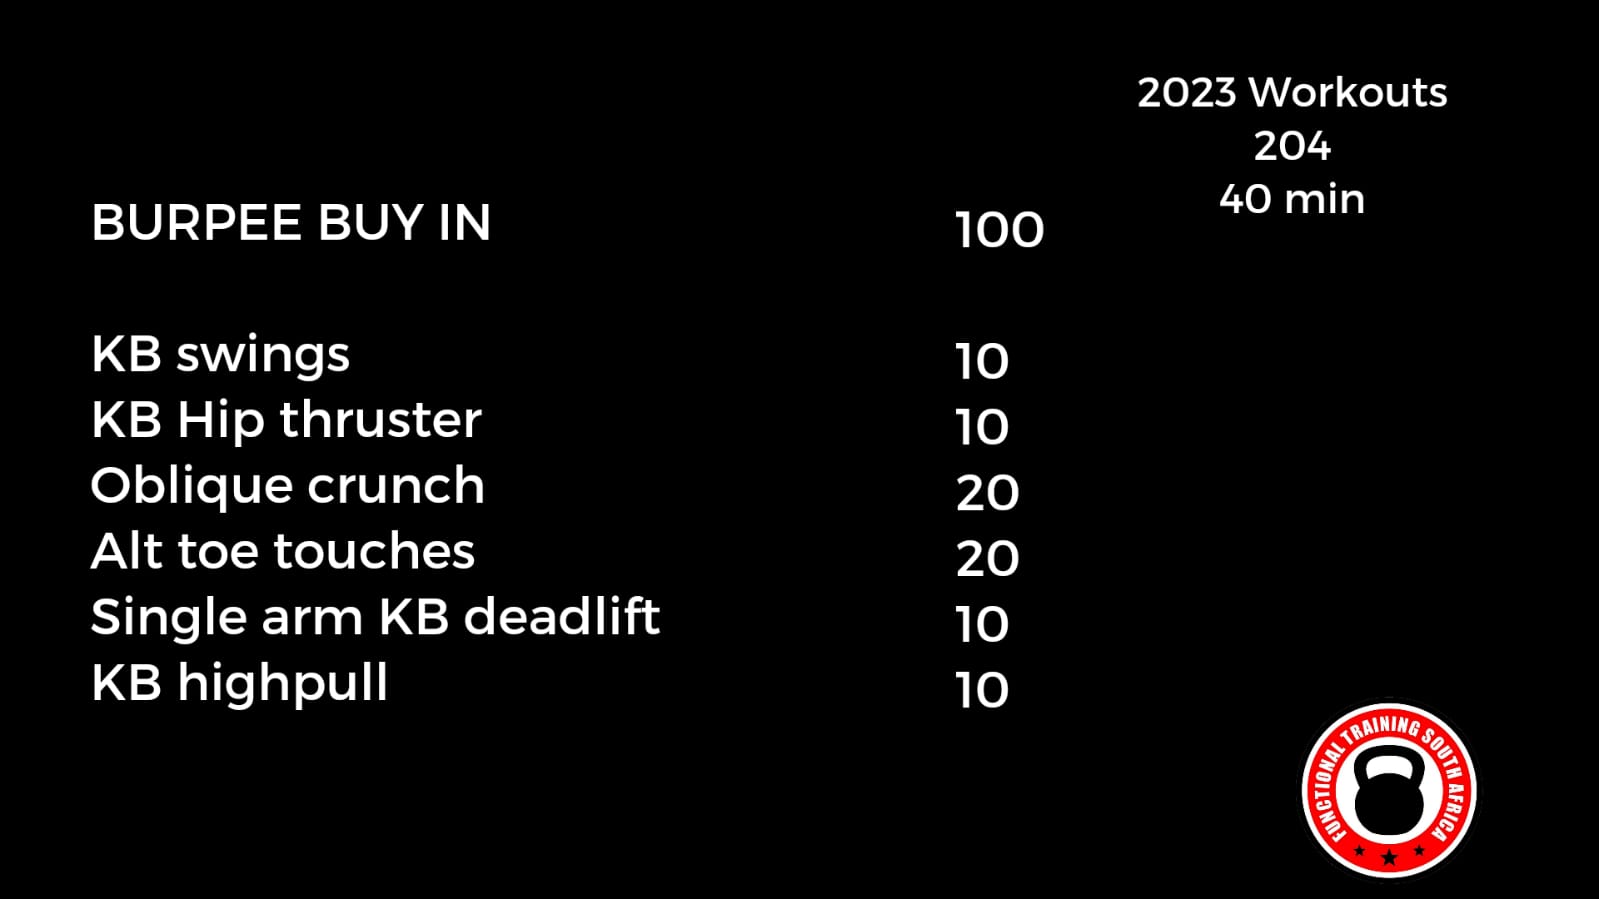 2023 Workouts
204
40 min
BURPEE BUY IN 100
KB swings 10
KB Hip thruster 10
Oblique crunch 20
Alt toe touches 20
Single arm KB deadlift 10
KB highpull 10
FUNCTIONAL TRAINING SOUTH AFRICA